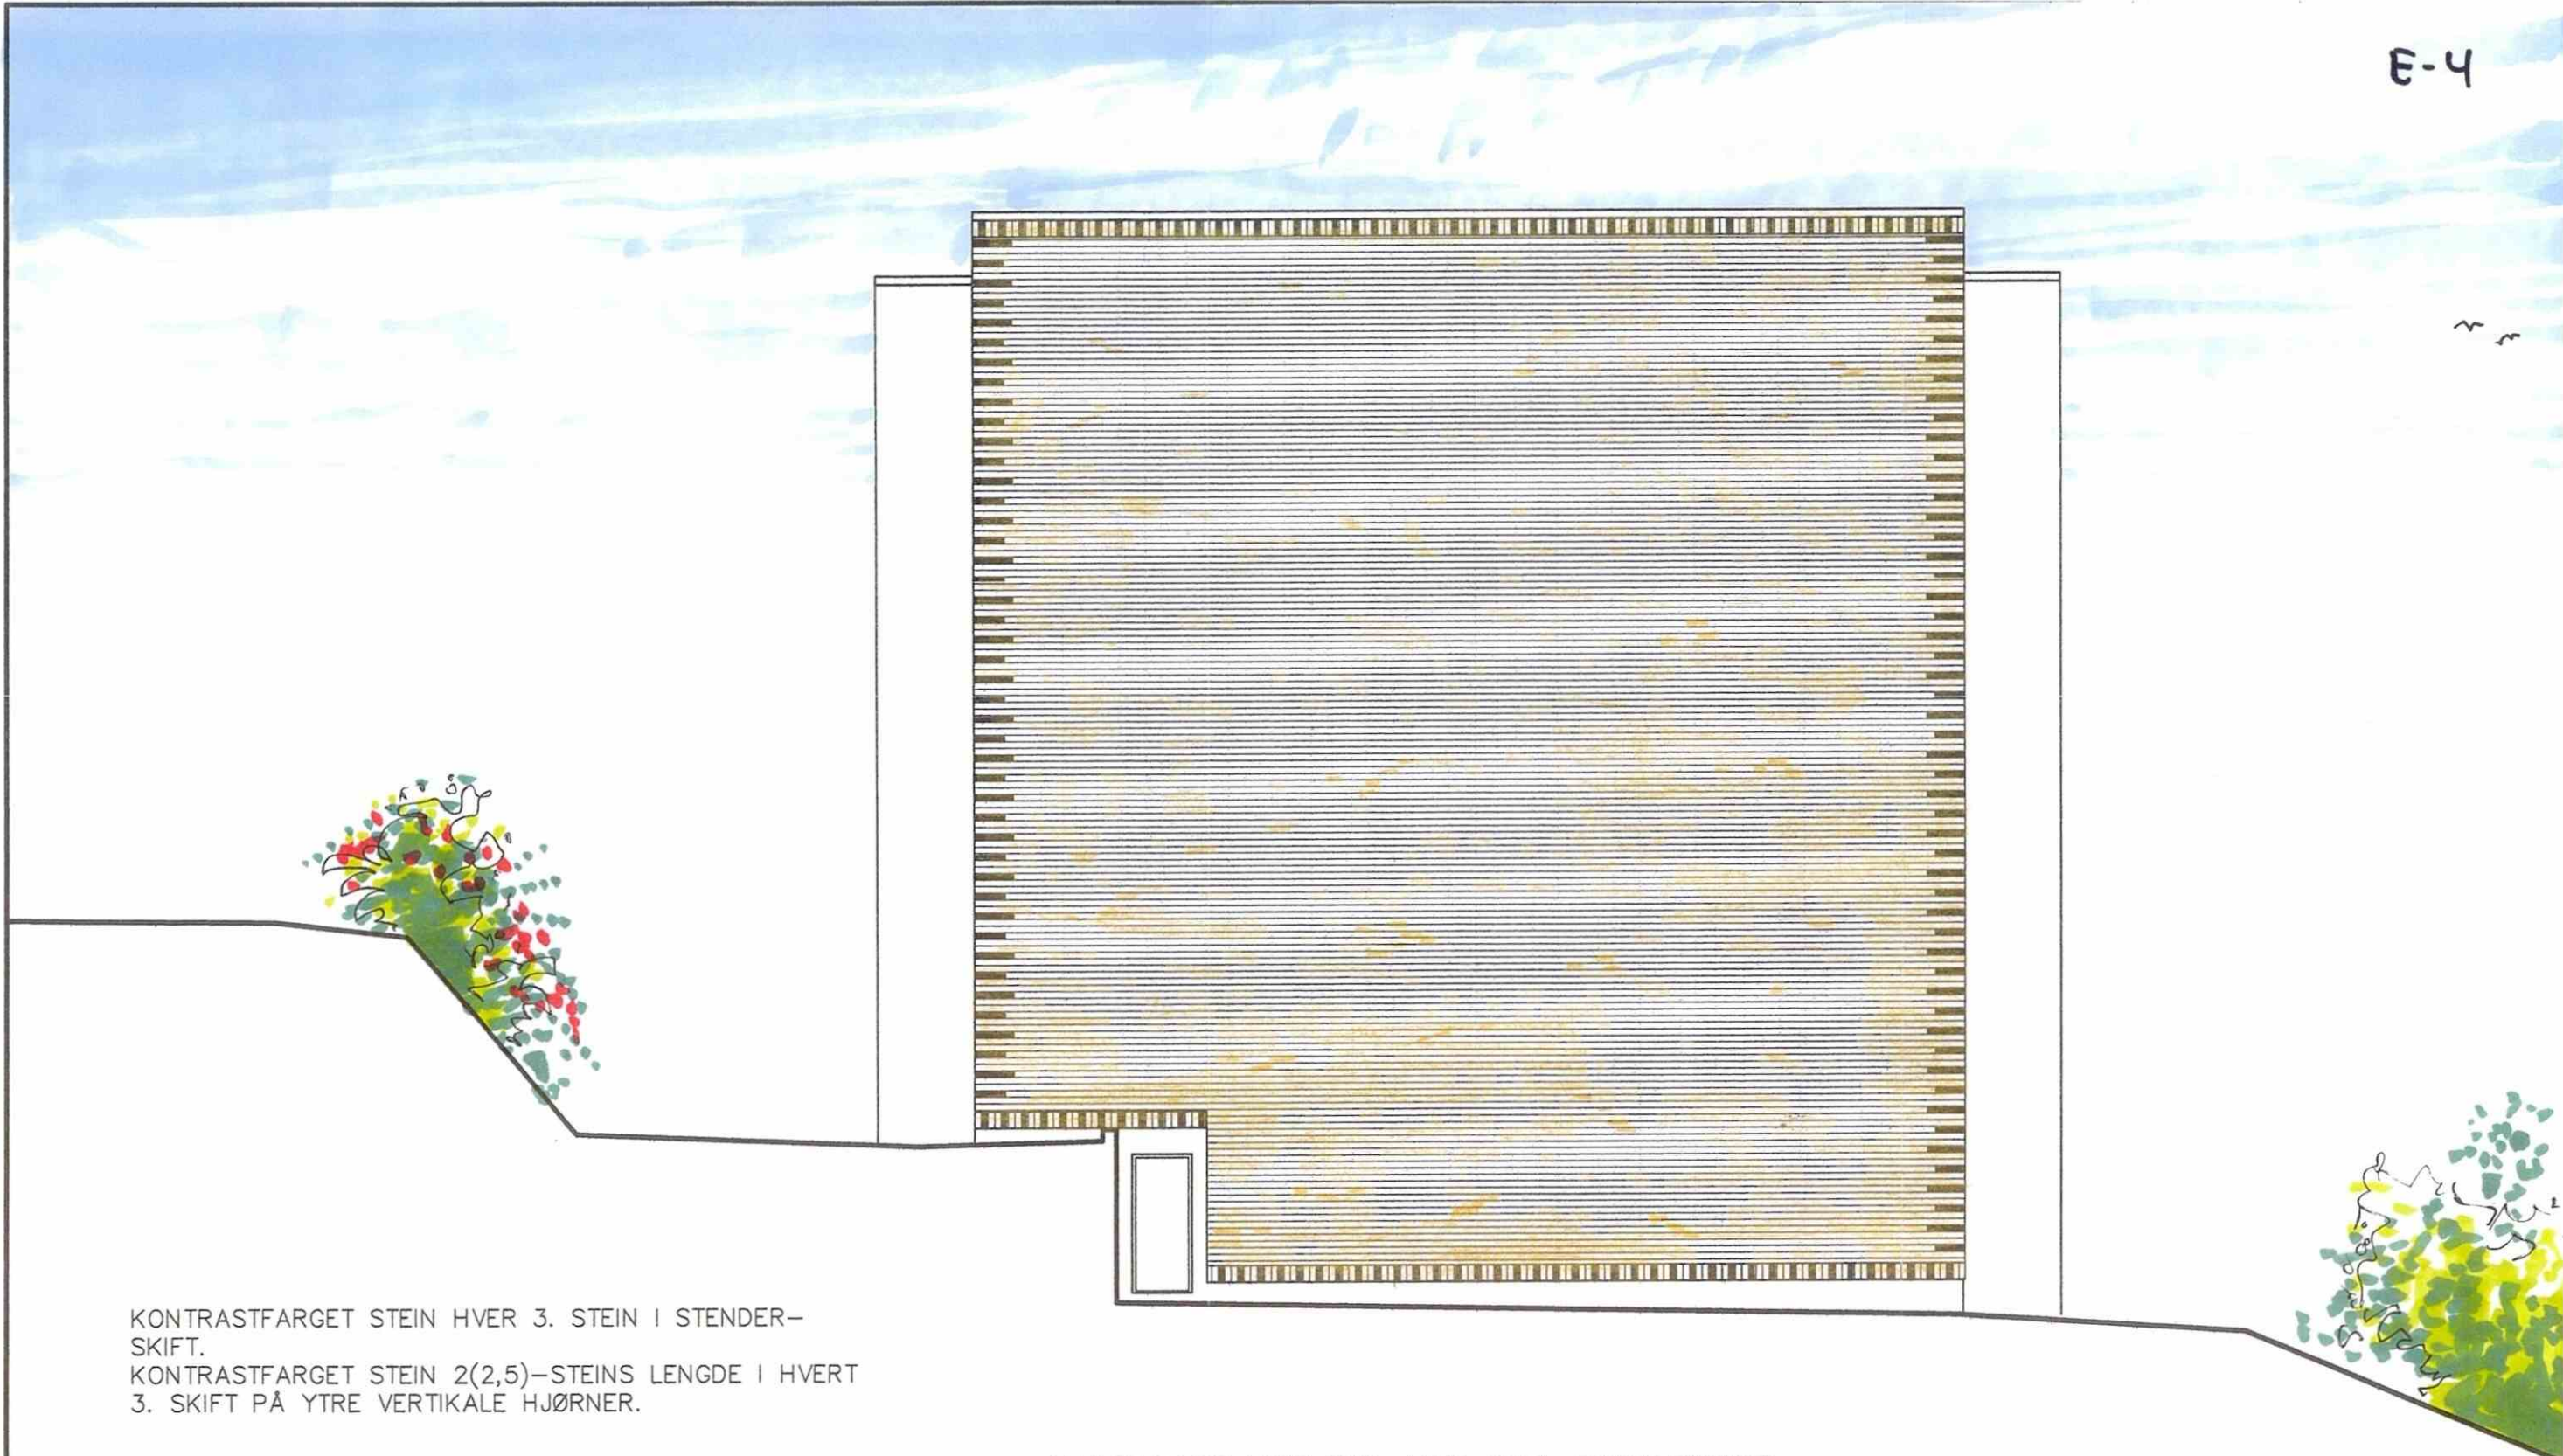 E-4
KONTRASTFARGET STEIN HVER 3. STEIN I STENDER-
SKIFT.
KONTRASTFARGET STEIN 2(2,5)-STEINS LENGDE I HVERT
3. SKIFT PÅ YTRE VERTIKALE HJØRNER.